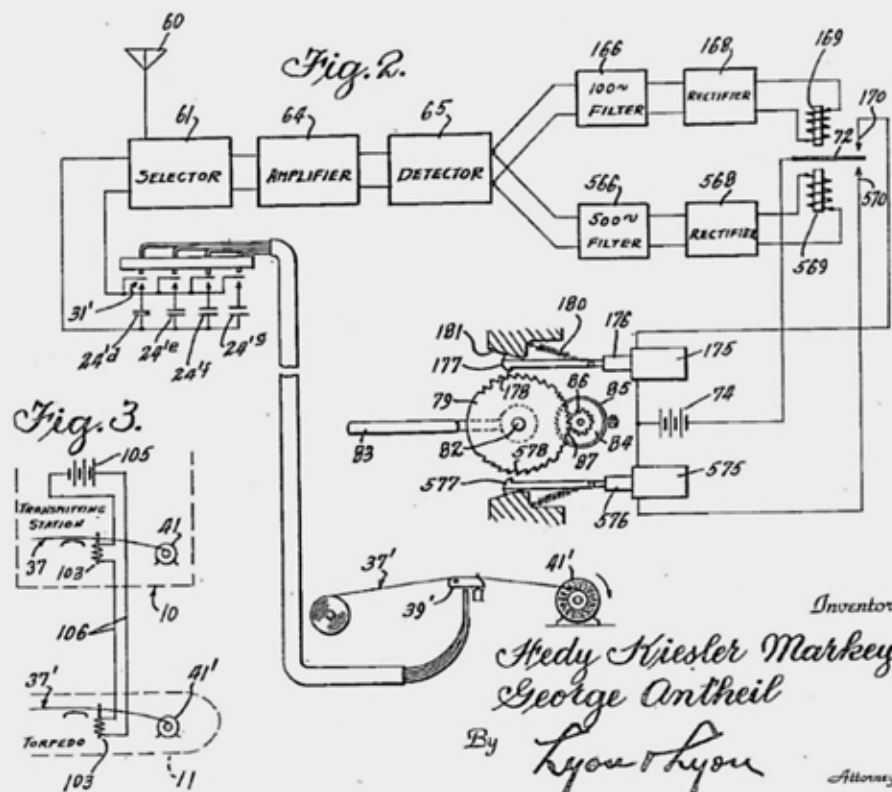 60
Fig. 2.
61
SELECTOR
64
AMPLIFIER
65
DETECTOR
166
100~
FILTER
168
RECTIFIER
169
170
72
566
500~
FILTER
568
RECTIFIER
569
570
31'
24'd
24'e
24'f
24'g
181
180
177
176
175
79
178
86
85
74
83
82
578
87
84
577
576
575
Fig. 3.
105
TRANSMITTING
STATION
41
37
103
10
106
37'
41'
TORPEDO
103
11
37'
39'
41'
Inventor
Hedy Kiesler Markey
George Antheil
By
Lyon & Lyon
Attorney